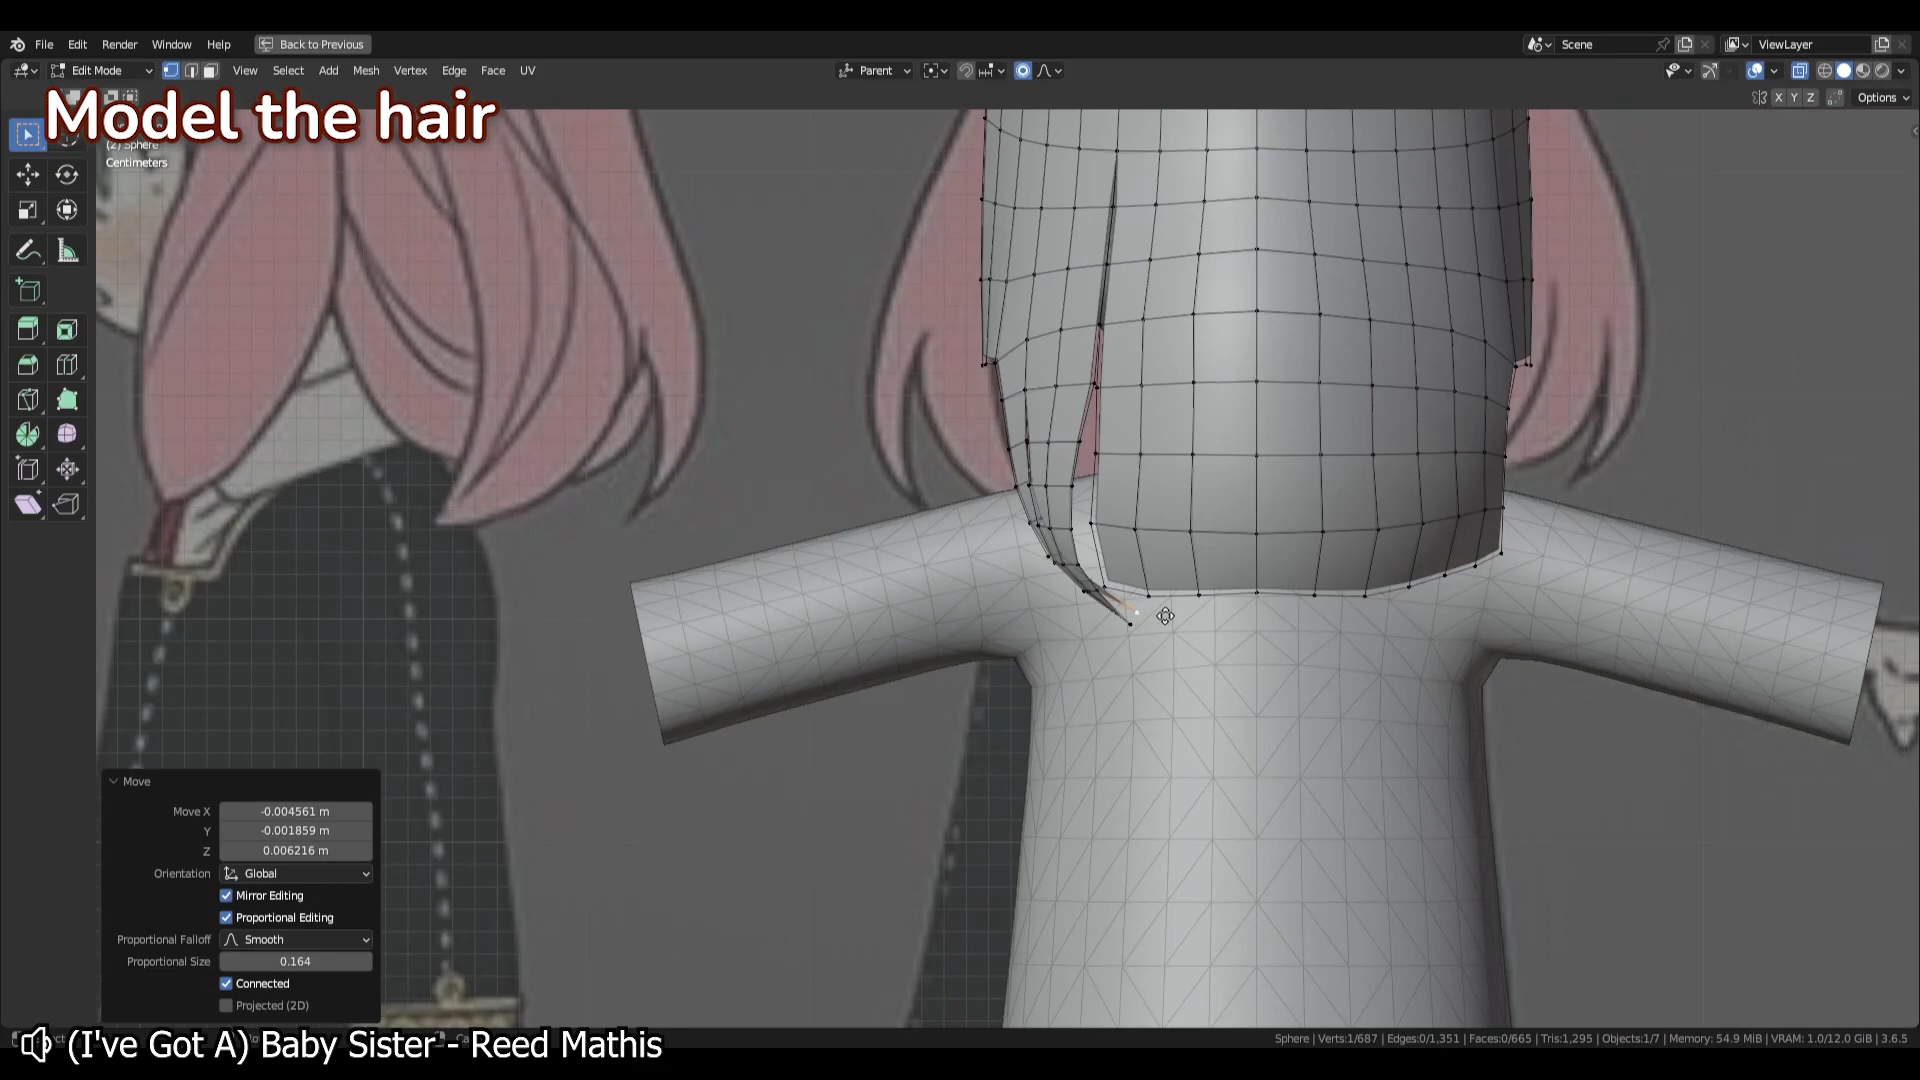 File Edit Render Window Help Back to Previous Scene ViewLayer
Edit Mode View Select Add Mesh Vertex Edge Face UV Parent
X Y Z Options
Model the hair
(2) Sphere
Centimeters
Move
Move X -0.004561 m
Y -0.001859 m
Z 0.006216 m
Orientation Global
Mirror Editing
Proportional Editing
Proportional Falloff Smooth
Proportional Size 0.164
Connected
Projected (2D)
(I've Got A) Baby Sister - Reed Mathis
Sphere | Verts:1/687 | Edges:0/1,351 | Faces:0/665 | Tris:1,295 | Objects:1/7 | Memory: 54.9 MiB | VRAM: 1.0/12.0 GiB | 3.6.5